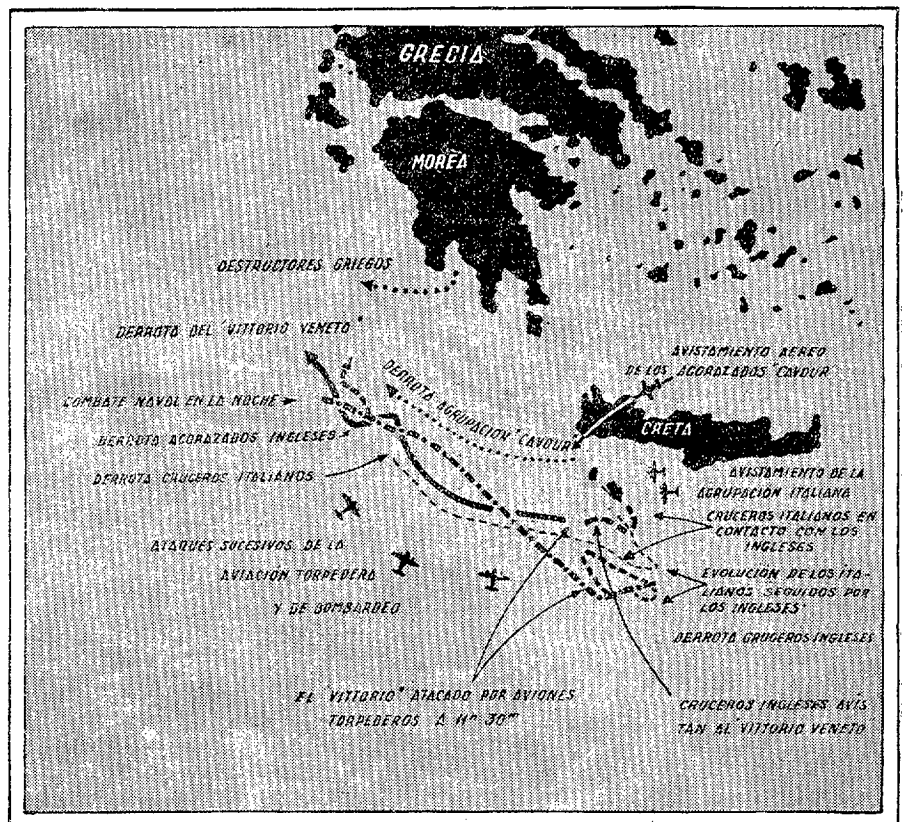 GRECIA
MOREA
DESTRUCTORES GRIEGOS
DERROTA DEL "VITTORIO VENETO"
AVISTAMIENTO AEREO
DE LOS ACORAZADOS "CAVOUR"
DERROTA AGRUPACION "CAVOUR"
CRETA
COMBATE NAVAL EN LA NOCHE
DERROTA ACORAZADOS INGLESES
DERROTA CRUCEROS ITALIANOS
AVISTAMIENTO DE LA
AGRUPACION ITALIANA
CRUCEROS ITALIANOS EN
CONTACTO CON LOS
INGLESES
ATAQUES SUCESIVOS DE LA
AVIACION TORPEDERA
Y DE BOMBARDEO
EVOLUCION DE LOS ITA-
LIANOS SEGUIDOS POR
LOS INGLESES
DERROTA CRUCEROS INGLESES
EL "VITTORIO" ATACADO POR AVIONES
TORPEDEROS A 11ʰ 30ᵐ
CRUCEROS INGLESES AVIS
TAN AL "VITTORIO VENETO"